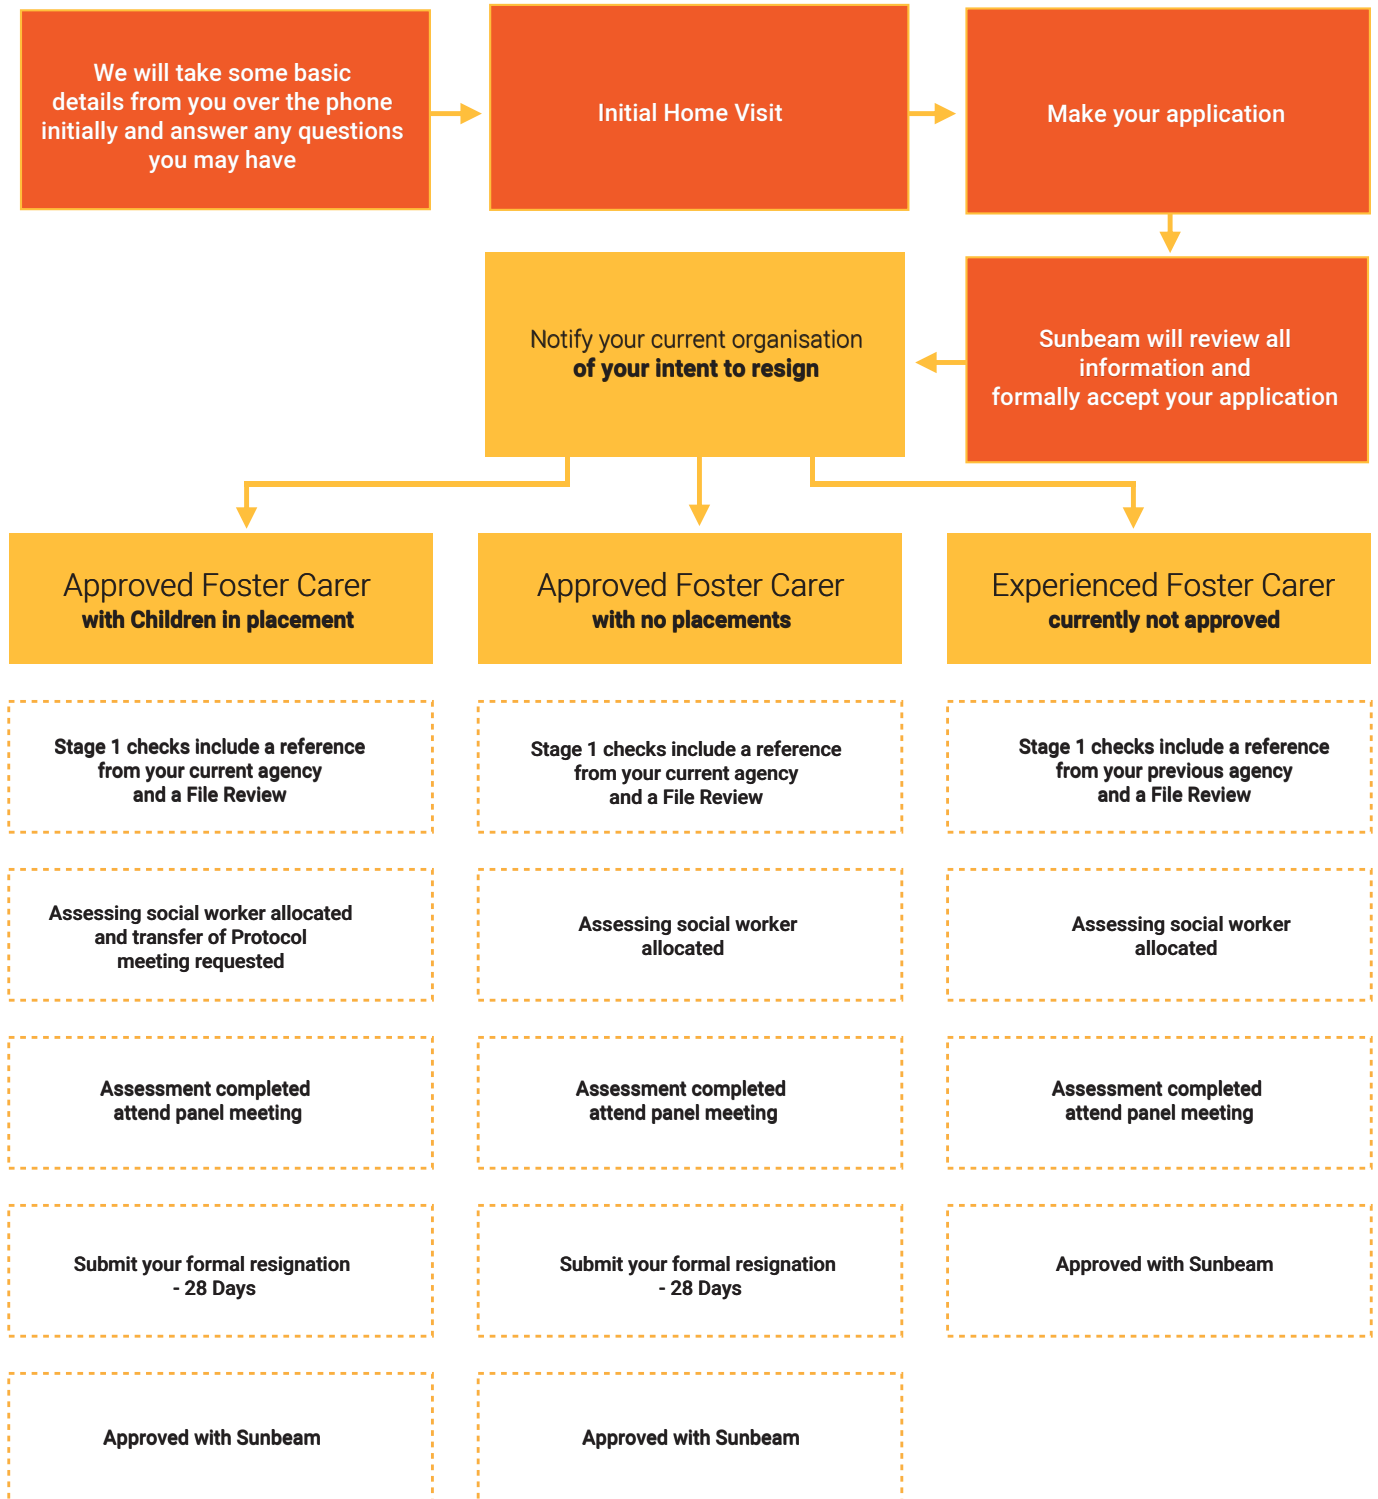 We will take some basic
details from you over the phone
initially and answer any questions
you may have
Initial Home Visit
Make your application
Sunbeam will review all
information and
formally accept your application
Notify your current organisation
of your intent to resign
Approved Foster Carer
with Children in placement
Approved Foster Carer
with no placements
Experienced Foster Carer
currently not approved
Stage 1 checks include a reference
from your current agency
and a File Review
Stage 1 checks include a reference
from your current agency
and a File Review
Stage 1 checks include a reference
from your previous agency
and a File Review
Assessing social worker allocated
and transfer of Protocol
meeting requested
Assessing social worker
allocated
Assessing social worker
allocated
Assessment completed
attend panel meeting
Assessment completed
attend panel meeting
Assessment completed
attend panel meeting
Submit your formal resignation
- 28 Days
Submit your formal resignation
- 28 Days
Approved with Sunbeam
Approved with Sunbeam
Approved with Sunbeam